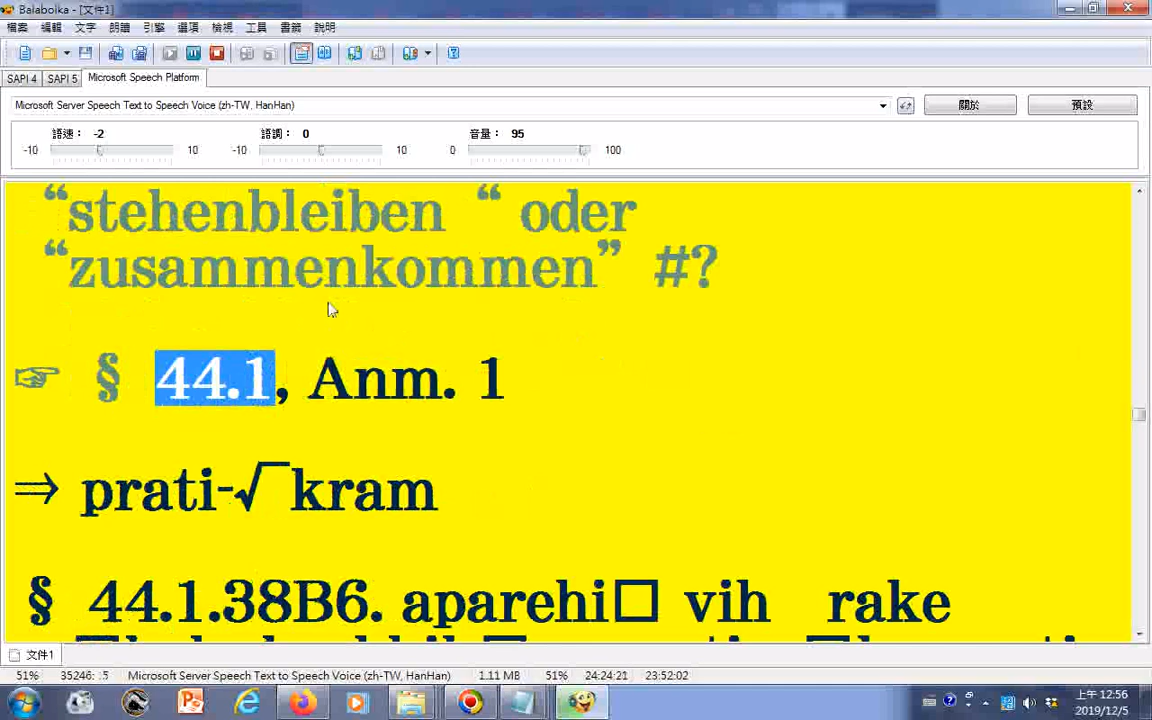 Balabolka - [文件1]
檔案 編輯 文字 朗讀 引擎 選項 檢視 工具 書籤 說明
SAPI 4 SAPI 5 Microsoft Speech Platform
Microsoft Server Speech Text to Speech Voice (zh-TW, HanHan) 關於 預設
語速： -2 語調： 0 音量： 95
-10 10 -10 10 0 100
“stehenbleiben “ oder
“zusammenkommen” #?
☞ § 44.1, Anm. 1
⇒ prati-√kram
§ 44.1.38B6. aparehi□ vih rake
文件1
51% 35246: 15 Microsoft Server Speech Text to Speech Voice (zh-TW, HanHan) 1.11 MB 51% 24:24:21 23:52:02
上午 12:56
2019/12/5